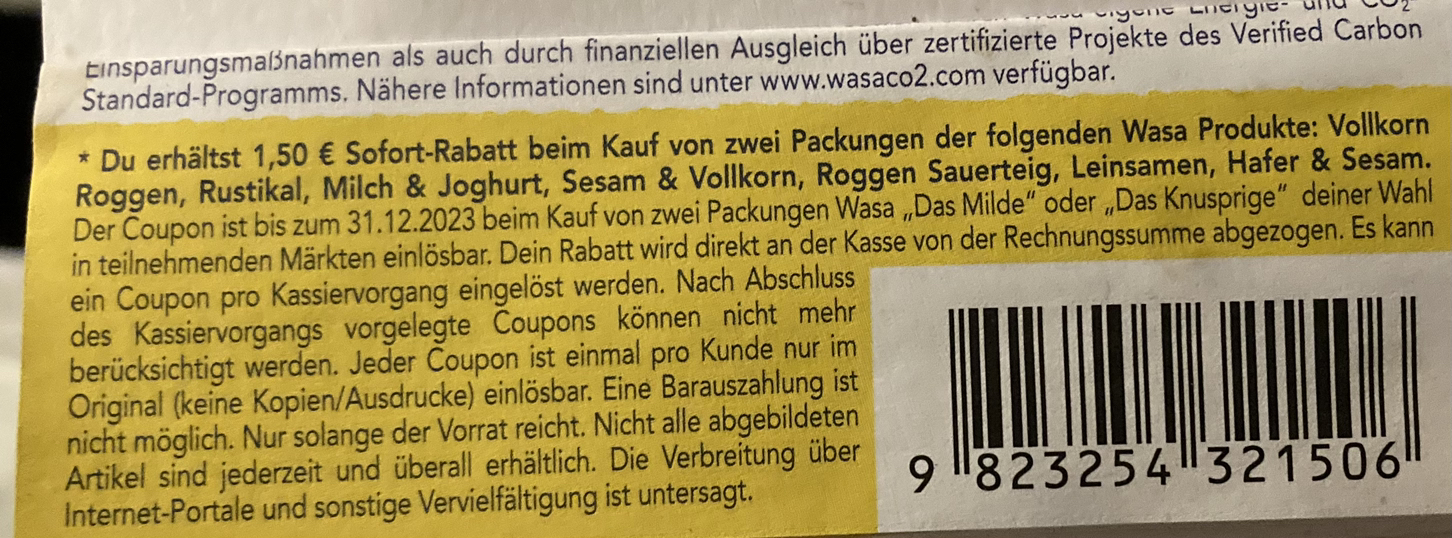 eigene Energie- und CO₂
Einsparungsmaßnahmen als auch durch finanziellen Ausgleich über zertifizierte Projekte des Verified Carbon
Standard-Programms. Nähere Informationen sind unter www.wasaco2.com verfügbar.
* Du erhältst 1,50 € Sofort-Rabatt beim Kauf von zwei Packungen der folgenden Wasa Produkte: Vollkorn
Roggen, Rustikal, Milch & Joghurt, Sesam & Vollkorn, Roggen Sauerteig, Leinsamen, Hafer & Sesam.
Der Coupon ist bis zum 31.12.2023 beim Kauf von zwei Packungen Wasa „Das Milde“ oder „Das Knusprige“ deiner Wahl
in teilnehmenden Märkten einlösbar. Dein Rabatt wird direkt an der Kasse von der Rechnungssumme abgezogen. Es kann
ein Coupon pro Kassiervorgang eingelöst werden. Nach Abschluss
des Kassiervorgangs vorgelegte Coupons können nicht mehr
berücksichtigt werden. Jeder Coupon ist einmal pro Kunde nur im
Original (keine Kopien/Ausdrucke) einlösbar. Eine Barauszahlung ist
nicht möglich. Nur solange der Vorrat reicht. Nicht alle abgebildeten
Artikel sind jederzeit und überall erhältlich. Die Verbreitung über
Internet-Portale und sonstige Vervielfältigung ist untersagt.
9 823254 321506